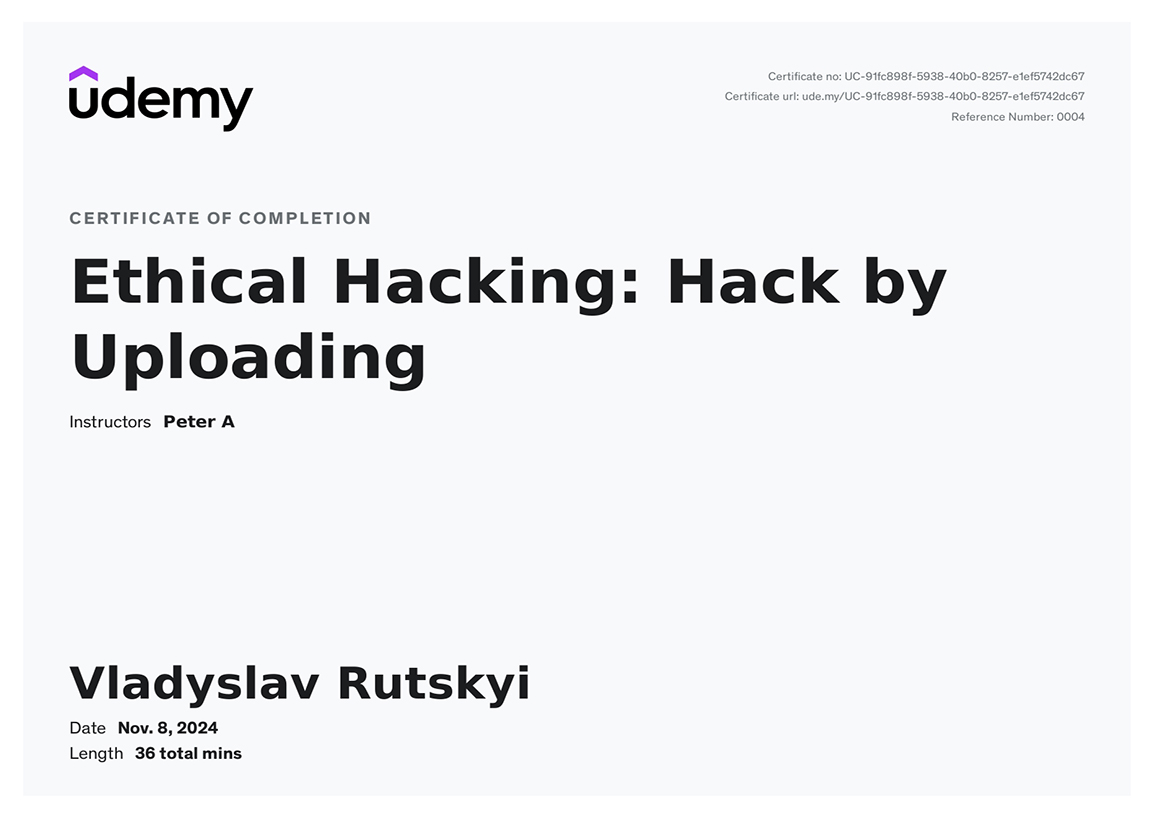 udemy
Certificate no: UC-91fc898f-5938-40b0-8257-e1ef5742dc67
Certificate url: ude.my/UC-91fc898f-5938-40b0-8257-e1ef5742dc67
Reference Number: 0004
CERTIFICATE OF COMPLETION
Ethical Hacking: Hack by
Uploading
Instructors Peter A
Vladyslav Rutskyi
Date Nov. 8, 2024
Length 36 total mins